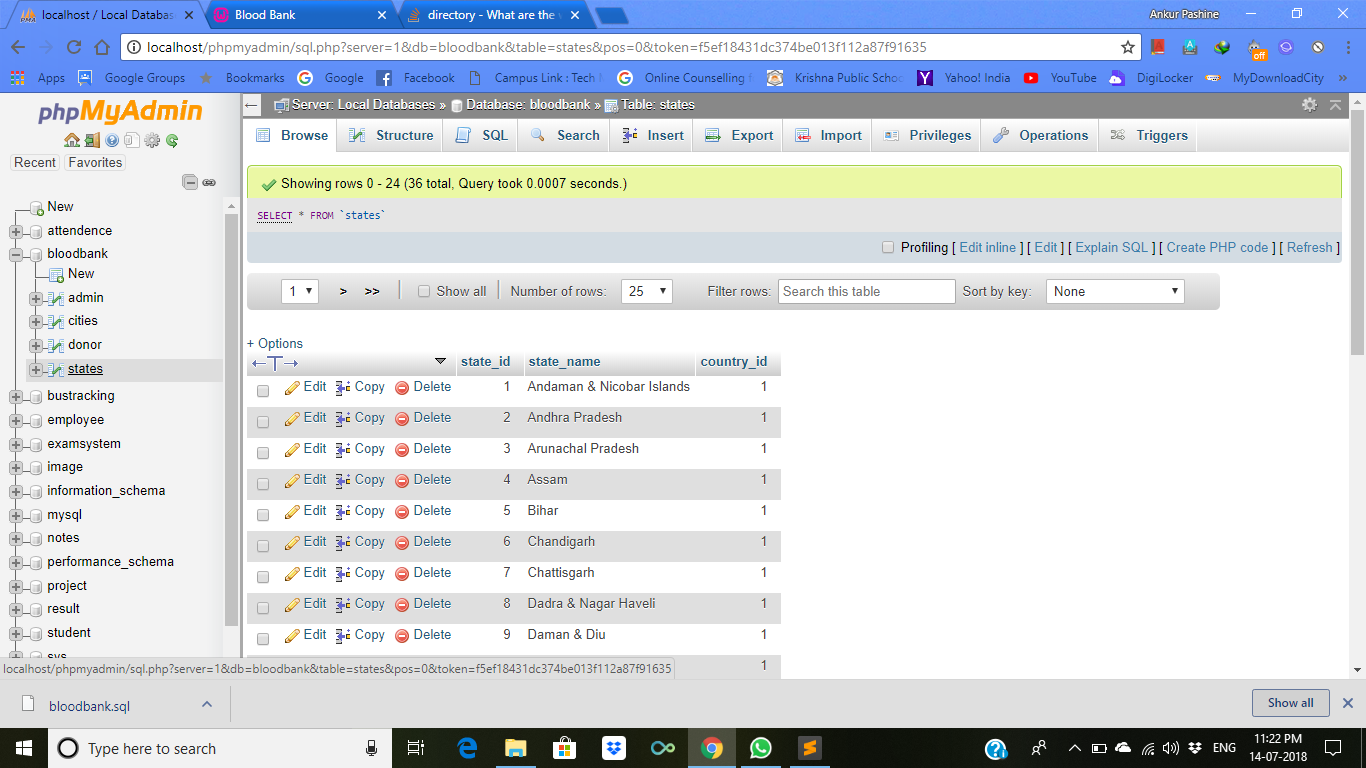 localhost / Local Databas
Blood Bank
directory - What are the
Ankur Pashine
localhost/phpmyadmin/sql.php?server=1&db=bloodbank&table=states&pos=0&token=f5ef18431dc374be013f112a87f91635
off
Apps Google Groups Bookmarks Google Facebook Campus Link : Tech Online Counselling Krishna Public Schoo Yahoo! India YouTube DigiLocker MyDownloadCity »
phpMyAdmin
Recent Favorites
New
attendence
bloodbank
New
admin
cities
donor
states
bustracking
employee
examsystem
image
information_schema
mysql
notes
performance_schema
project
result
student
sys
Server: Local Databases » Database: bloodbank » Table: states
Browse Structure SQL Search Insert Export Import Privileges Operations Triggers
Showing rows 0 - 24 (36 total, Query took 0.0007 seconds.)
SELECT * FROM `states`
Profiling [ Edit inline ] [ Edit ] [ Explain SQL ] [ Create PHP code ] [ Refresh ]
1 > >> Show all Number of rows: 25 Filter rows: Search this table Sort by key: None
+ Options
state_id state_name country_id
Edit Copy Delete 1 Andaman & Nicobar Islands 1
Edit Copy Delete 2 Andhra Pradesh 1
Edit Copy Delete 3 Arunachal Pradesh 1
Edit Copy Delete 4 Assam 1
Edit Copy Delete 5 Bihar 1
Edit Copy Delete 6 Chandigarh 1
Edit Copy Delete 7 Chattisgarh 1
Edit Copy Delete 8 Dadra & Nagar Haveli 1
Edit Copy Delete 9 Daman & Diu 1
1
localhost/phpmyadmin/sql.php?server=1&db=bloodbank&table=states&pos=0&token=f5ef18431dc374be013f112a87f91635
bloodbank.sql
Show all
Type here to search
ENG
11:22 PM
14-07-2018